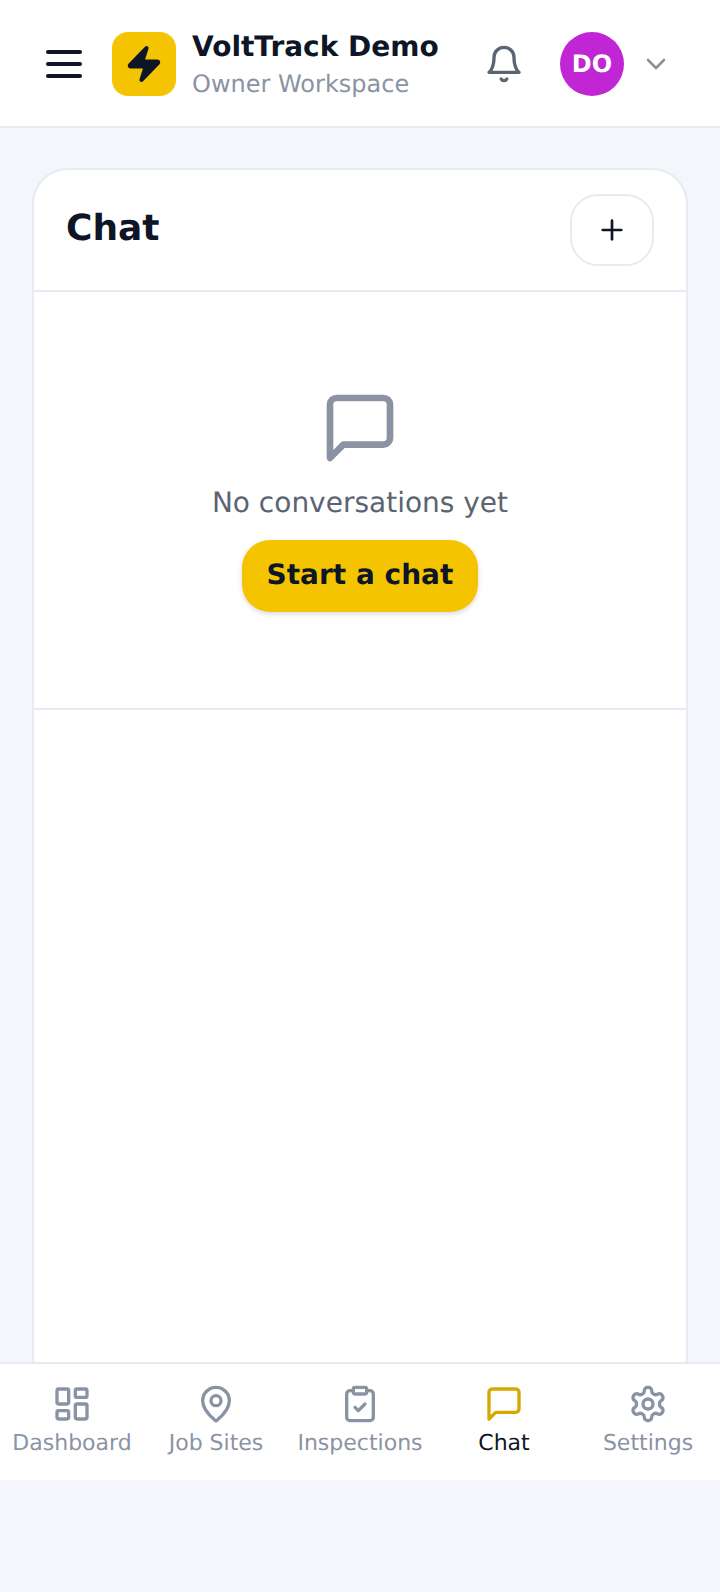 VoltTrack Demo
Owner Workspace
DO
Chat
No conversations yet
Start a chat
Dashboard
Job Sites
Inspections
Chat
Settings